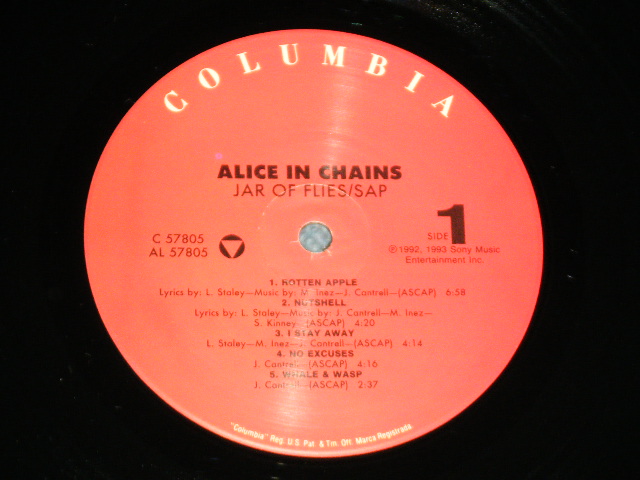 COLUMBIA
ALICE IN CHAINS
JAR OF FLIES/SAP
C 57805
AL 57805
SIDE 1
℗1992, 1993 Sony Music
Entertainment Inc.
1. ROTTEN APPLE
Lyrics by: L. Staley—Music by: M. Inez—J. Cantrell—(ASCAP) 6:58
2. NUTSHELL
Lyrics by: L. Staley—Music by: J. Cantrell—M. Inez—
S. Kinney—(ASCAP) 4:20
3. I STAY AWAY
L. Staley—M. Inez—J. Cantrell—(ASCAP) 4:14
4. NO EXCUSES
J. Cantrell—(ASCAP) 4:16
5. WHALE & WASP
J. Cantrell—(ASCAP) 2:37
"Columbia" Reg. U.S. Pat. & Tm. Off. Marca Registrada.